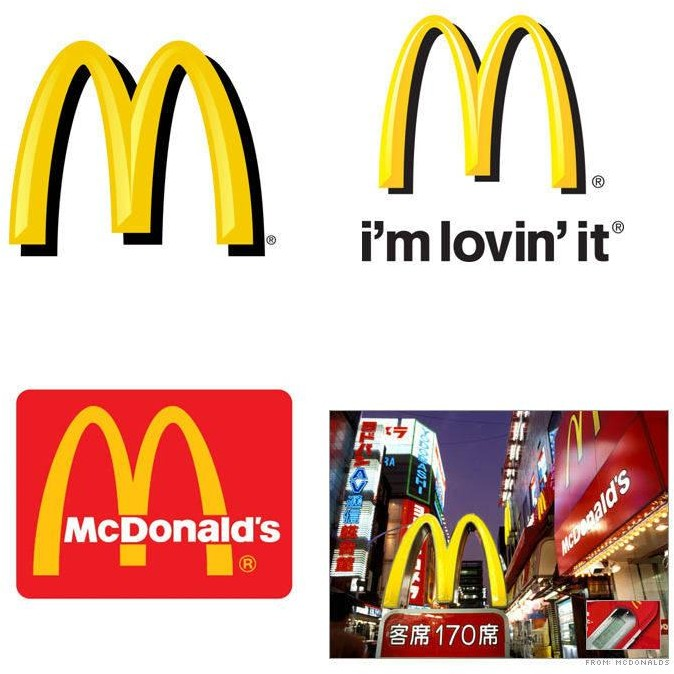 ®
®
i'm lovin' it®
McDonald's
®
McDonald's
客席170席
FROM: MCDONALDS